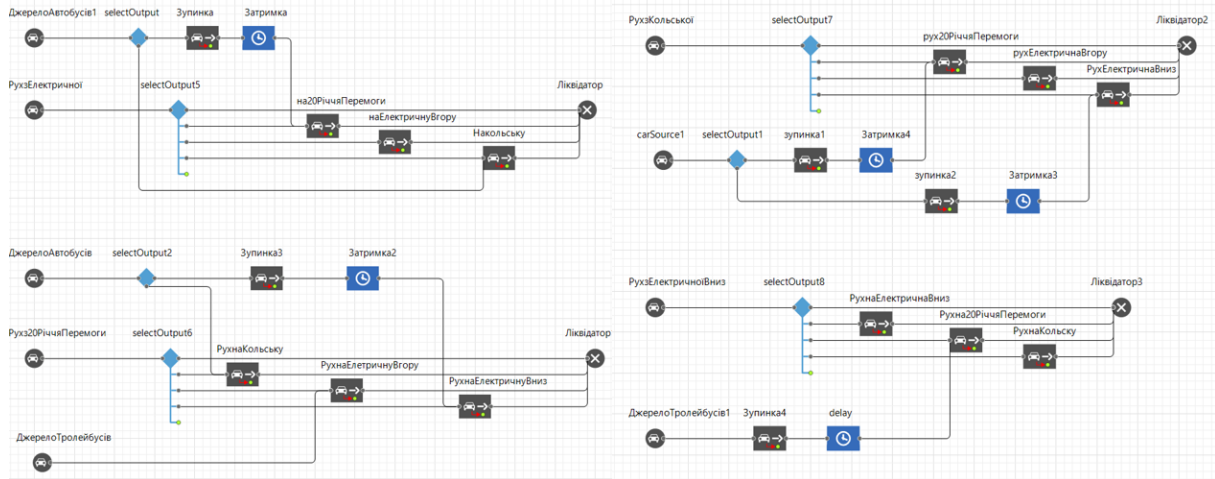 ДжерелоАвтобусів1
selectOutput
Зупинка
Затримка
РухзЕлектричної
selectOutput5
Ліквідатор
на20РіччяПеремоги
наЕлектричнуВгору
Накольську
РухзКольської
selectOutput7
Ліквідатор2
рух20РіччяПеремоги
рухЕлектричнаВгору
РухЕлектричнаВниз
carSource1
selectOutput1
зупинка1
Затримка4
зупинка2
Затримка3
ДжерелоАвтобусів
selectOutput2
Зупинка3
Затримка2
Рухз20РіччяПеремоги
selectOutput6
Ліквідатор
РухнаКольську
РухнаЕлетричнуВгору
РухнаЕлектричнуВниз
ДжерелоТролейбусів
РухзЕлектричноїВниз
selectOutput8
Ліквідатор3
РухнаЕлектричнаВниз
Рухна20РіччяПеремоги
РухнаКольску
ДжерелоТролейбусів1
Зупинка4
delay